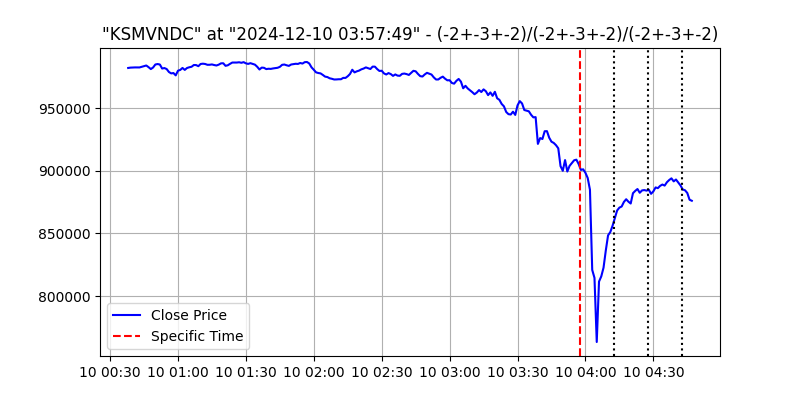 "KSMVNDC" at "2024-12-10 03:57:49" - (-2+-3+-2)/(-2+-3+-2)/(-2+-3+-2)
950000
900000
850000
800000
Close Price
Specific Time
10 00:30 10 01:00 10 01:30 10 02:00 10 02:30 10 03:00 10 03:30 10 04:00 10 04:30